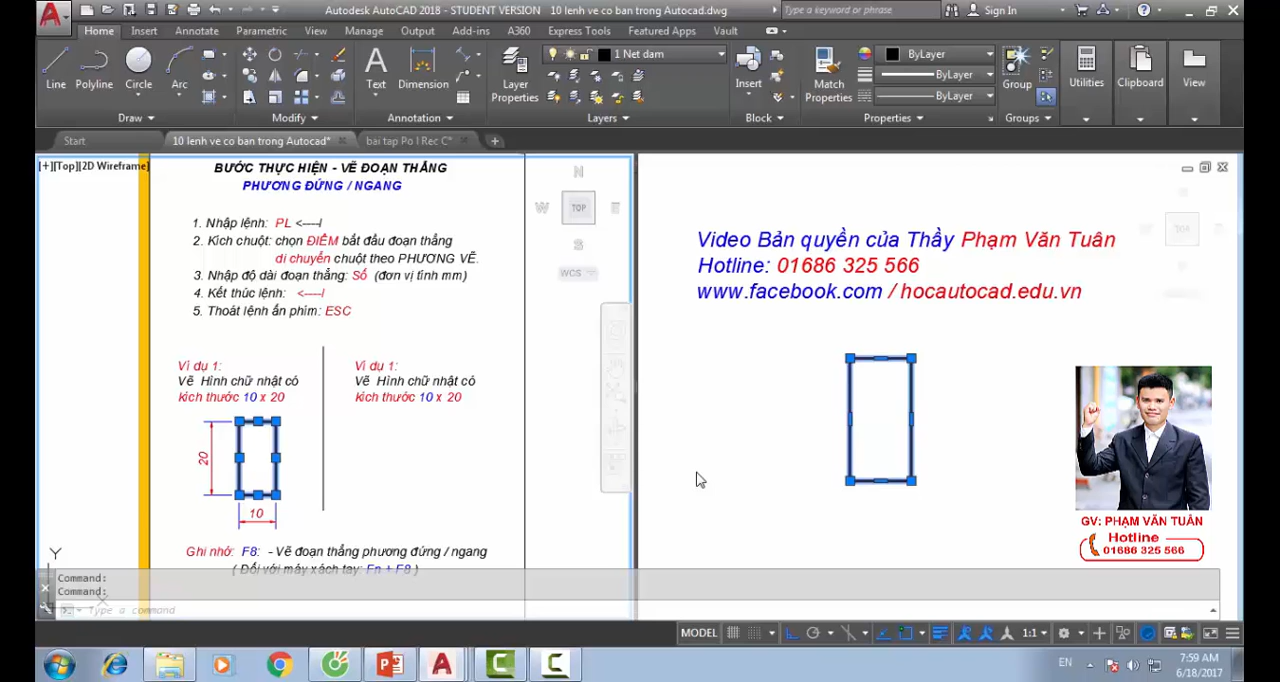 Autodesk AutoCAD 2018 - STUDENT VERSION 10 lenh ve co ban trong Autocad.dwg
Type a keyword or phrase
Sign In
Home Insert Annotate Parametric View Manage Output Add-ins A360 Express Tools Featured Apps Vault
1 Net dam
ByLayer
ByLayer
ByLayer
Line Polyline Circle Arc
Text Dimension
Layer Properties
Insert
Match Properties
Group
Utilities
Clipboard
View
Draw Modify Annotation Layers Block Properties Groups
Start
10 lenh ve co ban trong Autocad*
bài tạp Po l Rec C*
[+][Top][2D Wireframe]
BƯỚC THỰC HIỆN - VẼ ĐOẠN THẲNG
PHƯƠNG ĐỨNG / NGANG
1. Nhập lệnh: PL <----/
2. Kích chuột: chọn ĐIỂM bắt đầu đoạn thẳng
di chuyển chuột theo PHƯƠNG VẼ.
3. Nhập độ dài đoạn thẳng: Số (đơn vị tính mm)
4. Kết thúc lệnh: <----/
5. Thoát lệnh ấn phím: ESC
Ví dụ 1:
Vẽ Hình chữ nhật có
kích thước 10 x 20
Ví dụ 1:
Vẽ Hình chữ nhật có
kích thước 10 x 20
20
10
Ghi nhớ: F8: - Vẽ đoạn thẳng phương đứng / ngang
( Đối với máy xách tay: Fn + F8 )
N
W TOP E
S
WCS
Video Bản quyền của Thầy Phạm Văn Tuân
Hotline: 01686 325 566
www.facebook.com / hocautocad.edu.vn
TOP
GV: PHẠM VĂN TUÂN
Hotline
01686 325 566
Y
X
Command:
Command:
Type a command
MODEL
1:1
EN
7:59 AM
6/18/2017